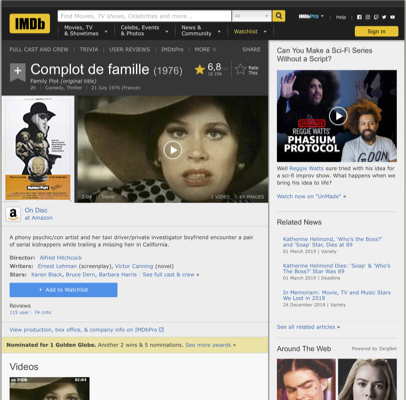 IMDb
Find Movies, TV shows, Celebrities and more...
All
IMDbPro
Help
Movies, TV
& Showtimes
Celebs, Events
& Photos
News &
Community
Watchlist
Sign in
FULL CAST AND CREW | TRIVIA | USER REVIEWS | IMDbPro | MORE
SHARE
Complot de famille (1976)
Family Plot (original title)
2h | Comedy, Thriller | 21 July 1976 (France)
6,8
Rate
This
On Disc
at Amazon
A phony psychic/con artist and her taxi driver/private investigator boyfriend encounter a pair
of serial kidnappers while trailing a missing heir in California.
Director: Alfred Hitchcock
Writers: Ernest Lehman (screenplay), Victor Canning (novel)
Stars: Karen Black, Bruce Dern, Barbara Harris | See full cast & crew »
+ Add to Watchlist
Reviews
115 user | 74 critic
View production, box office, & company info on IMDbPro
Nominated for 1 Golden Globe. Another 2 wins & 5 nominations. See more awards »
Videos
Can You Make a Sci-Fi Series
Without a Script?
REGGIE WATTS'
PHASIUM
PROTOCOL
Well Reggie Watts sure tried with his idea for
a sci-fi improv show. What happens when we
bring his idea to life?
Watch now on "UnMade" »
Related News
Katherine Helmond, 'Who's the Boss?'
and 'Soap' Star, Dies at 89
01 March 2019 | Variety
Katherine Helmond Dies: 'Soap' & 'Who's
The Boss?' Star Was 89
01 March 2019 | Deadline
In Memoriam: Movie, TV and Music Stars
We Lost in 2018
24 December 2018 | Variety
See all related articles »
Around The Web
Powered by ZergNet